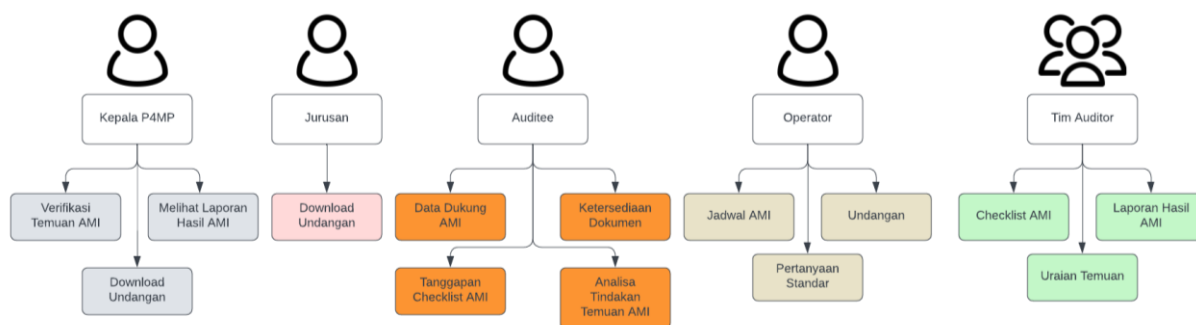 Kepala P4MP
Jurusan
Auditee
Operator
Tim Auditor
Verifikasi
Temuan AMI
Melihat Laporan
Hasil AMI
Download
Undangan
Download
Undangan
Data Dukung
AMI
Ketersediaan
Dokumen
Tanggapan
Checklist AMI
Analisa
Tindakan
Temuan AMI
Jadwal AMI
Undangan
Pertanyaan
Standar
Checklist AMI
Laporan Hasil
AMI
Uraian Temuan